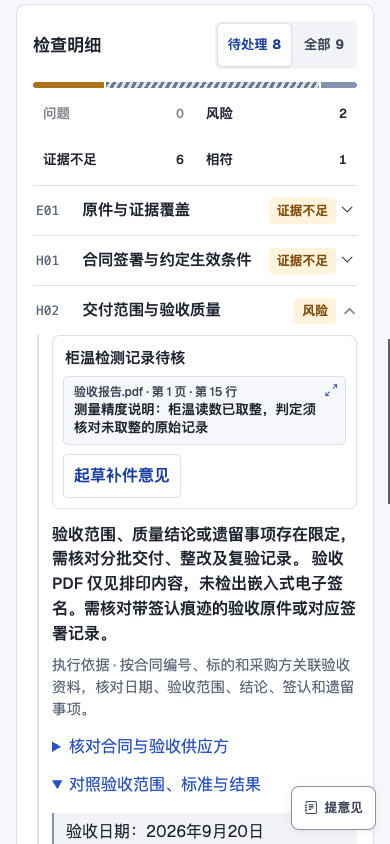 检查明细
待处理 8 全部 9
问题 0 风险 2
证据不足 6 相符 1
E01 原件与证据覆盖 证据不足
H01 合同签署与约定生效条件 证据不足
H02 交付范围与验收质量 风险
柜温检测记录待核
验收报告.pdf · 第 1 页 · 第 15 行
测量精度说明：柜温读数已取整，判定须
核对未取整的原始记录
起草补件意见
验收范围、质量结论或遗留事项存在限定，
需核对分批交付、整改及复验记录。 验收
PDF 仅见排印内容，未检出嵌入式电子签
名。需核对带签认痕迹的验收原件或对应签
署记录。
执行依据 · 按合同编号、标的和采购方关联验收
资料，核对日期、验收范围、结论、签认和遗留
事项。
核对合同与验收供应方
对照验收范围、标准与结果
提意见
验收日期：2026年9月20日